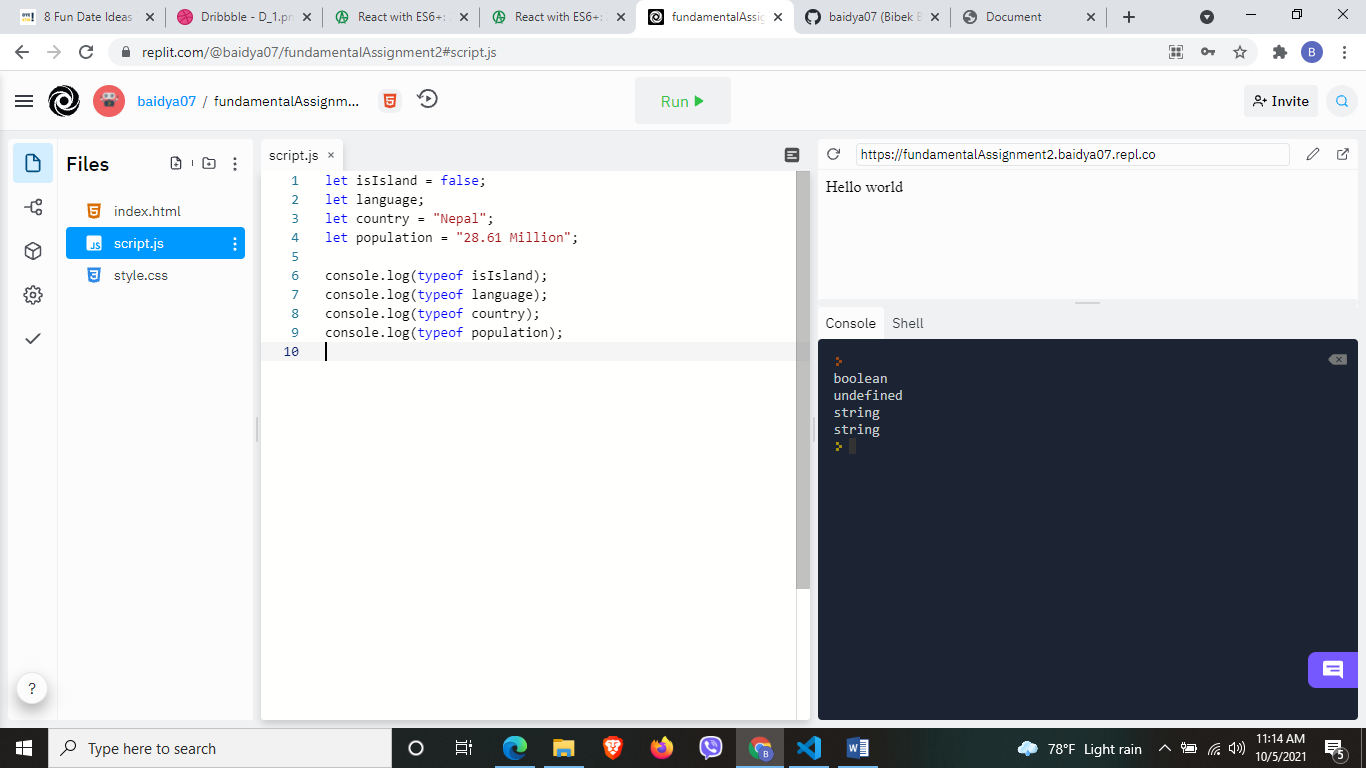 8 Fun Date Ideas
Dribbble - D_1.pn
React with ES6+:
React with ES6+:
fundamentalAssig
baidya07 (Bibek B
Document
replit.com/@baidya07/fundamentalAssignment2#script.js
B
baidya07 / fundamentalAssignm...
Run
Invite
Files
index.html
script.js
style.css
script.js
1 let isIsland = false;
2 let language;
3 let country = "Nepal";
4 let population = "28.61 Million";
5
6 console.log(typeof isIsland);
7 console.log(typeof language);
8 console.log(typeof country);
9 console.log(typeof population);
10
https://fundamentalAssignment2.baidya07.repl.co
Hello world
Console Shell
boolean
undefined
string
string
?
Type here to search
78°F Light rain
11:14 AM
10/5/2021
5